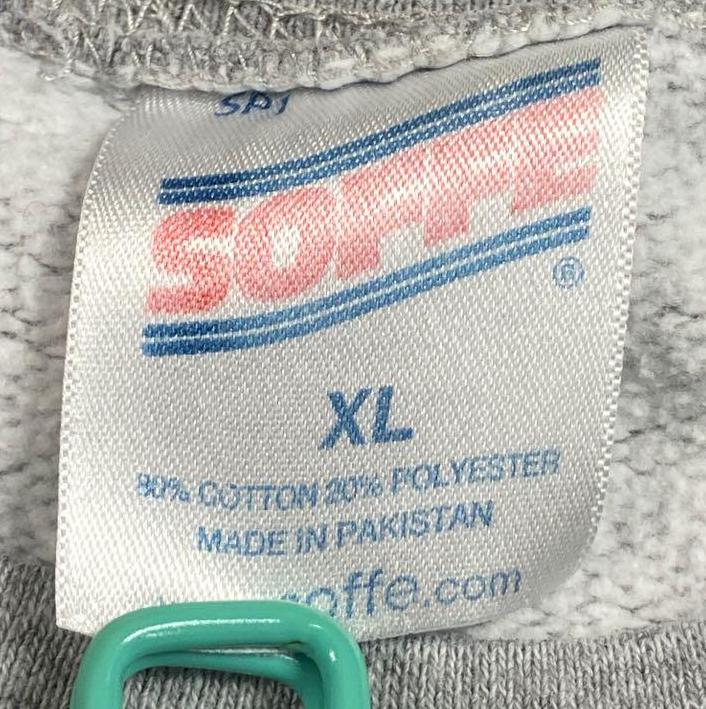 SOFFE
®
XL
80% COTTON 20% POLYESTER
MADE IN PAKISTAN
soffe.com